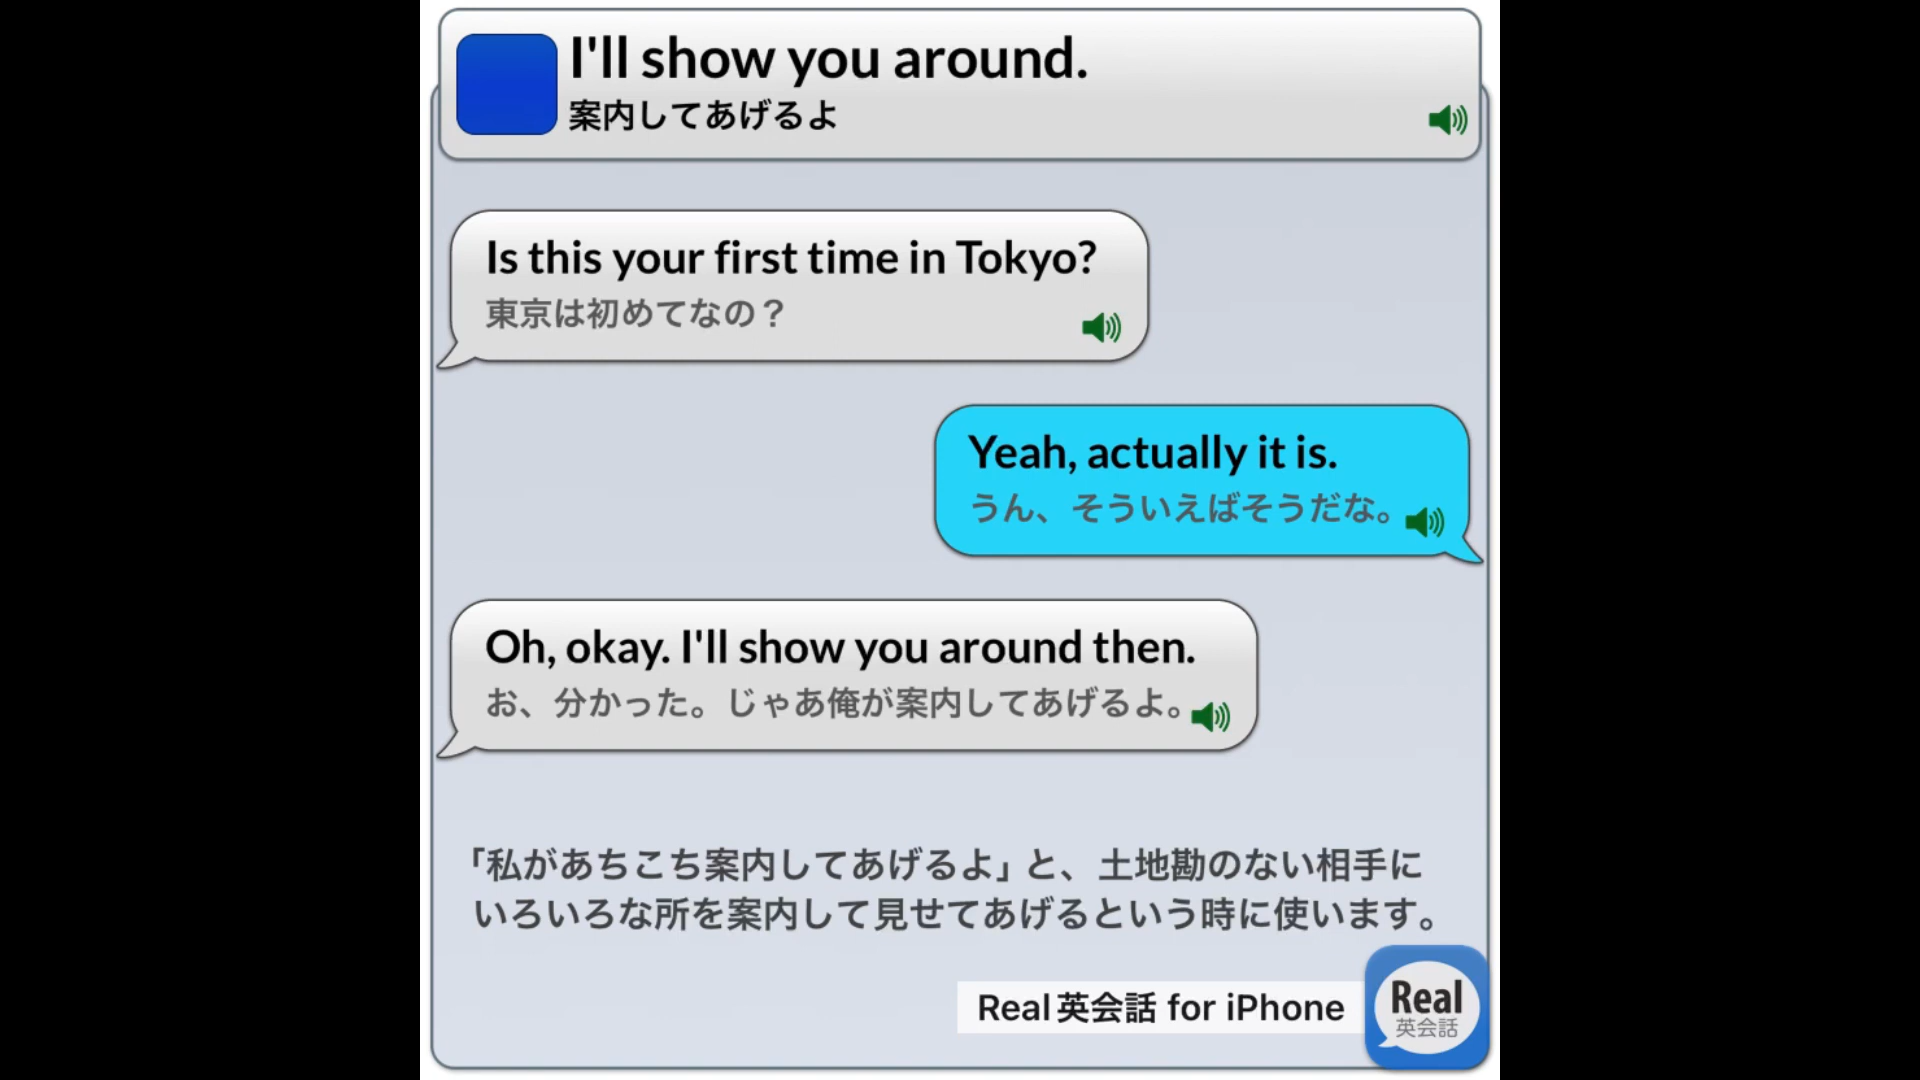 I'll show you around.
案内してあげるよ
Is this your first time in Tokyo?
東京は初めてなの？
Yeah, actually it is.
うん、そういえばそうだな。
Oh, okay. I'll show you around then.
お、分かった。じゃあ俺が案内してあげるよ。
「私があちこち案内してあげるよ」と、土地勘のない相手に
いろいろな所を案内して見せてあげるという時に使います。
Real英会話 for iPhone
Real
英会話